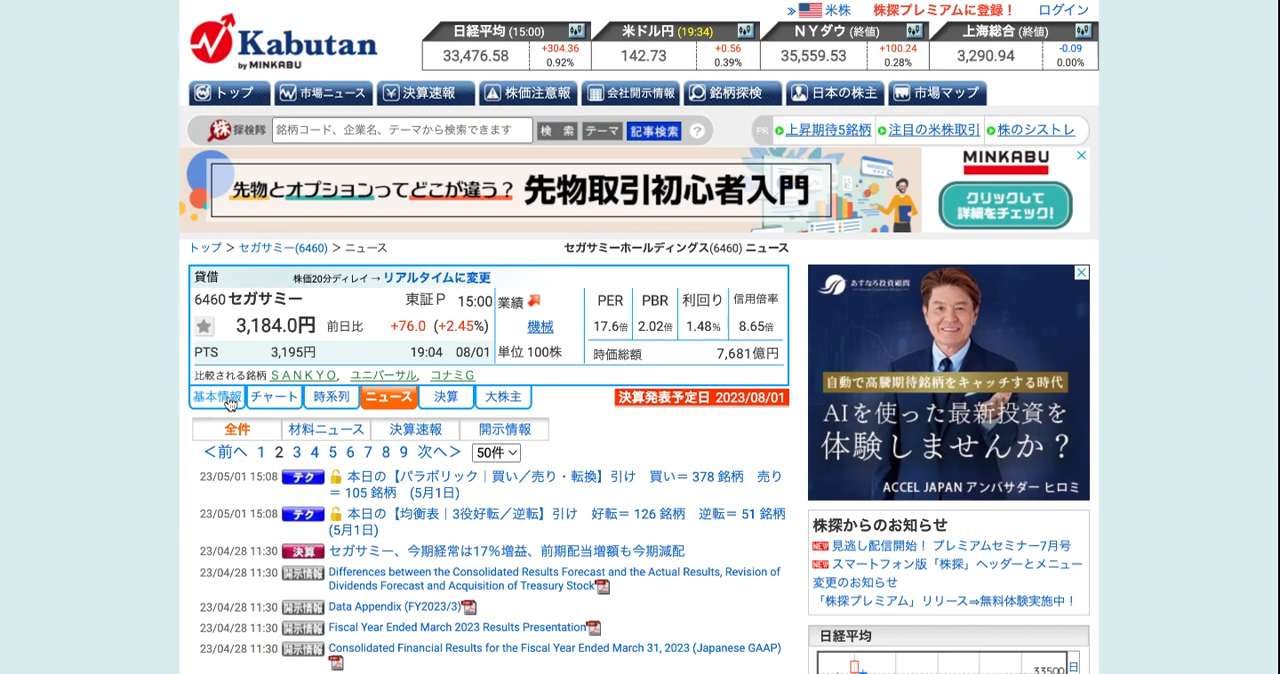 米株 株探プレミアムに登録！ ログイン
Kabutan
by MINKABU
日経平均 (15:00) 米ドル円 (19:34) NYダウ (終値) 上海総合 (終値)
33,476.58 +304.36 0.92% 142.73 +0.56 0.39% 35,559.53 +100.24 0.28% 3,290.94 -0.09 0.00%
トップ 市場ニュース 決算速報 株価注意報 会社開示情報 銘柄探検 日本の株主 市場マップ
株探検隊 銘柄コード、企業名、テーマから検索できます 検 索 テーマ 記事検索 ? PR 上昇期待5銘柄 注目の米株取引 株のシストレ
先物とオプションってどこが違う？ 先物取引初心者入門 MINKABU
クリックして
詳細をチェック!
トップ ＞ セガサミー(6460) ＞ ニュース セガサミーホールディングス(6460) ニュース
貸借 株価20分ディレイ → リアルタイムに変更
6460 セガサミー 東証Ｐ 15:00 業績 PER PBR 利回り 信用倍率
3,184.0円 前日比 +76.0 (+2.45%) 機械 17.6倍 2.02倍 1.48% 8.65倍
PTS 3,195円 19:04 08/01 単位 100株 時価総額 7,681億円
比較される銘柄 ＳＡＮＫＹＯ, ユニバーサル, コナミＧ
基本情報 チャート 時系列 ニュース 決算 大株主 決算発表予定日 2023/08/01
全件 材料ニュース 決算速報 開示情報
＜前へ 1 2 3 4 5 6 7 8 9 次へ＞ 50件
23/05/01 15:08 テク 本日の【パラボリック｜買い／売り・転換】引け 買い＝ 378 銘柄 売り
＝ 105 銘柄 (5月1日)
23/05/01 15:08 テク 本日の【均衡表｜3役好転／逆転】引け 好転＝ 126 銘柄 逆転＝ 51 銘柄
(5月1日)
23/04/28 11:30 決算 セガサミー、今期経常は17％増益、前期配当増額も今期減配
23/04/28 11:30 開示情報 Differences between the Consolidated Results Forecast and the Actual Results, Revision of
Dividends Forecast and Acquisition of Treasury Stock
23/04/28 11:30 開示情報 Data Appendix (FY2023/3)
23/04/28 11:30 開示情報 Fiscal Year Ended March 2023 Results Presentation
23/04/28 11:30 開示情報 Consolidated Financial Results for the Fiscal Year Ended March 31, 2023 (Japanese GAAP)
あすなろ投資顧問
自動で高騰期待銘柄をキャッチする時代
AIを使った最新投資を
体験しませんか？
ACCEL JAPAN アンバサダー ヒロミ
株探からのお知らせ
NEW 見逃し配信開始！ プレミアムセミナー7月号
NEW スマートフォン版「株探」ヘッダーとメニュー
変更のお知らせ
「株探プレミアム」リリース⇒無料体験実施中！
日経平均
33500 日